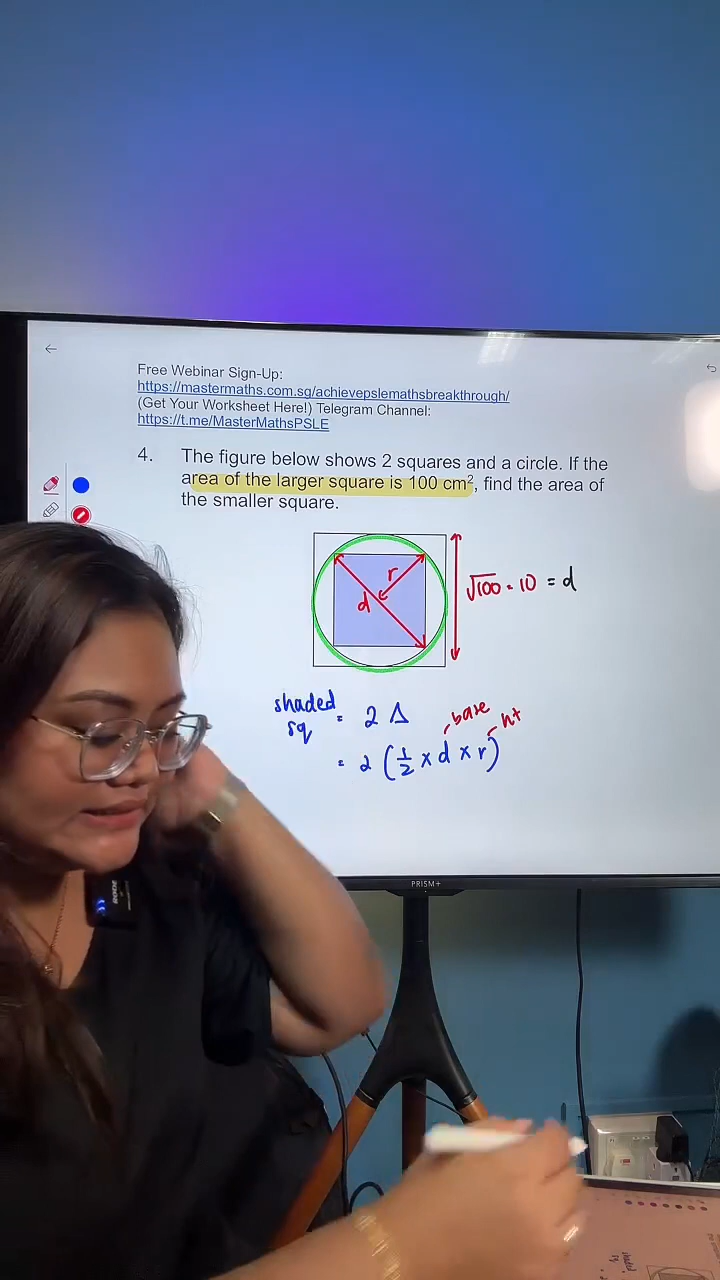 Free Webinar Sign-Up:
https://mastermaths.com.sg/achievepslemathsbreakthrough/
(Get Your Worksheet Here!) Telegram Channel:
https://t.me/MasterMathsPSLE
4. The figure below shows 2 squares and a circle. If the
area of the larger square is 100 cm², find the area of
the smaller square.
r
d
√100 = 10 = d
shaded
sq = 2 Δ
base
ht
= 2 (1/2 × d × r)
PRISM+
RODE